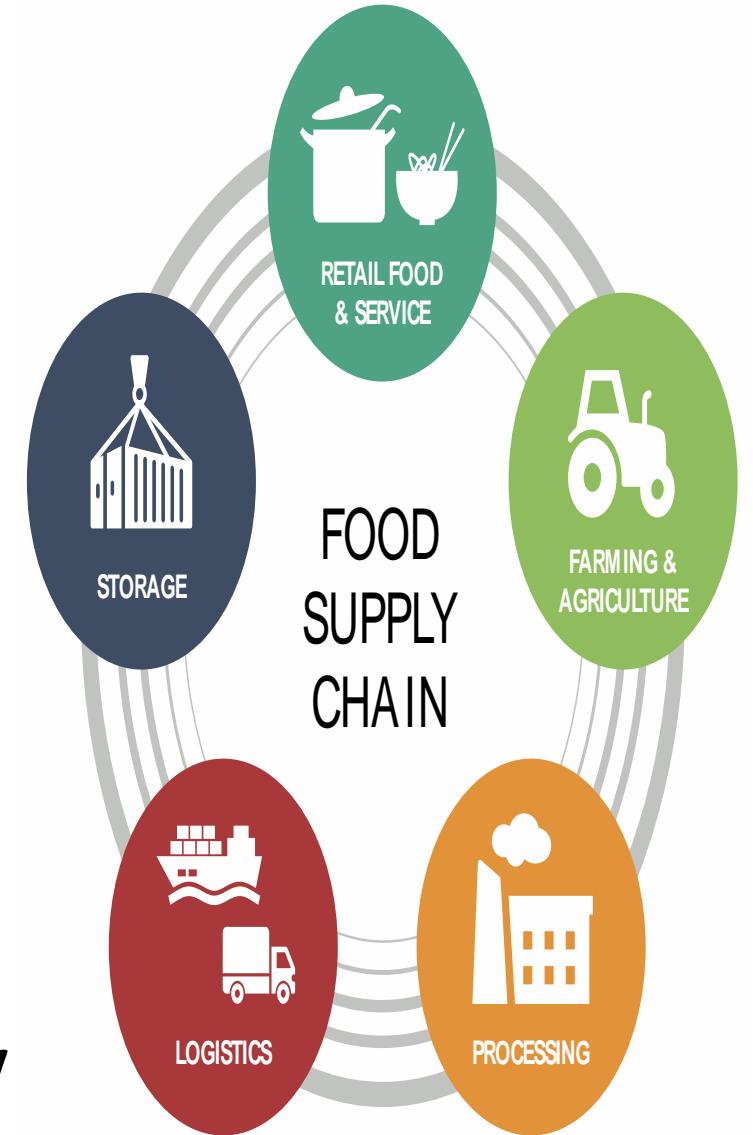 RETAIL FOOD
& SERVICE
FARMING &
AGRICULTURE
STORAGE
FOOD
SUPPLY
CHAIN
LOGISTICS
PROCESSING